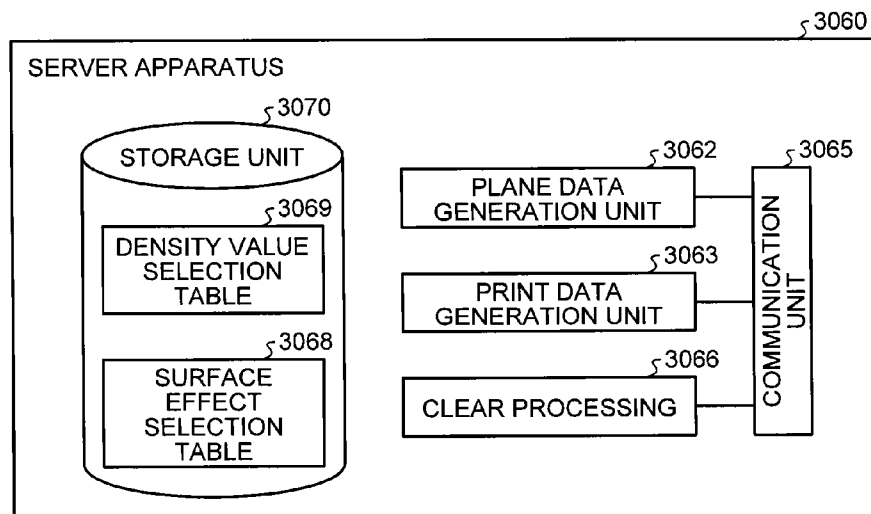 3060
SERVER APPARATUS
3070
STORAGE UNIT
3069
DENSITY VALUE
SELECTION
TABLE
3068
SURFACE
EFFECT
SELECTION
TABLE
3062
PLANE DATA
GENERATION UNIT
3063
PRINT DATA
GENERATION UNIT
3066
CLEAR PROCESSING
3065
COMMUNICATION
UNIT